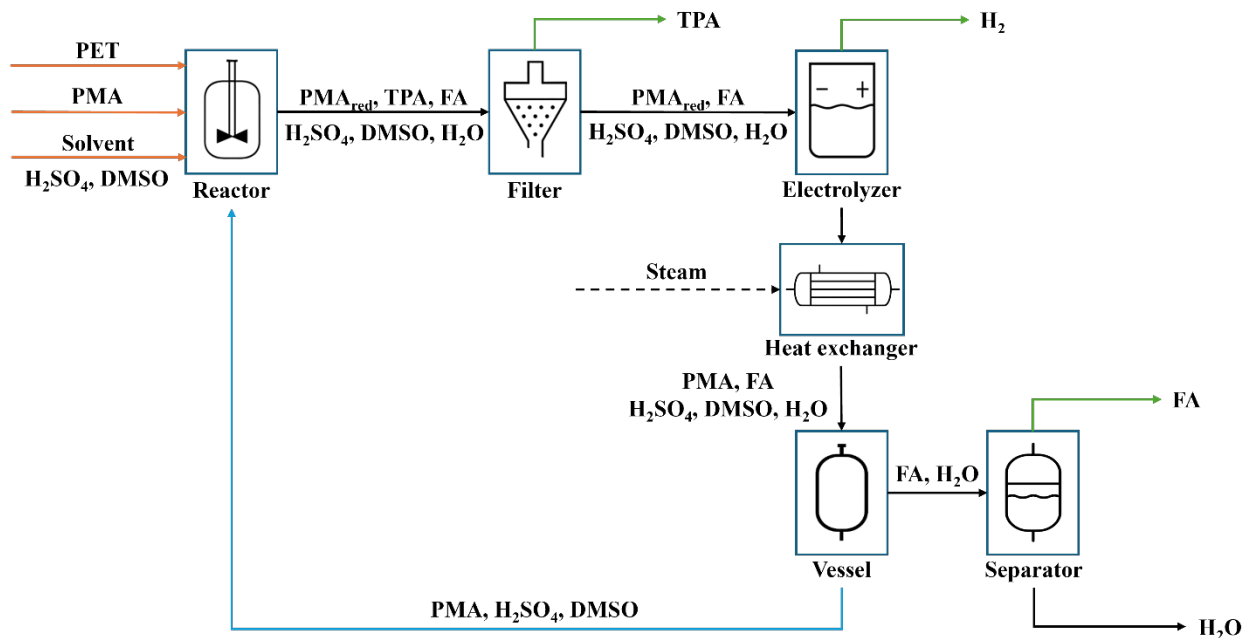 TPA
H₂
PET
PMA
Solvent
H₂SO₄, DMSO
Reactor
PMAred, TPA, FA
H₂SO₄, DMSO, H₂O
Filter
PMAred, FA
H₂SO₄, DMSO, H₂O
− +
Electrolyzer
Steam
Heat exchanger
PMA, FA
H₂SO₄, DMSO, H₂O
FA
FA, H₂O
Vessel
Separator
PMA, H₂SO₄, DMSO
H₂O